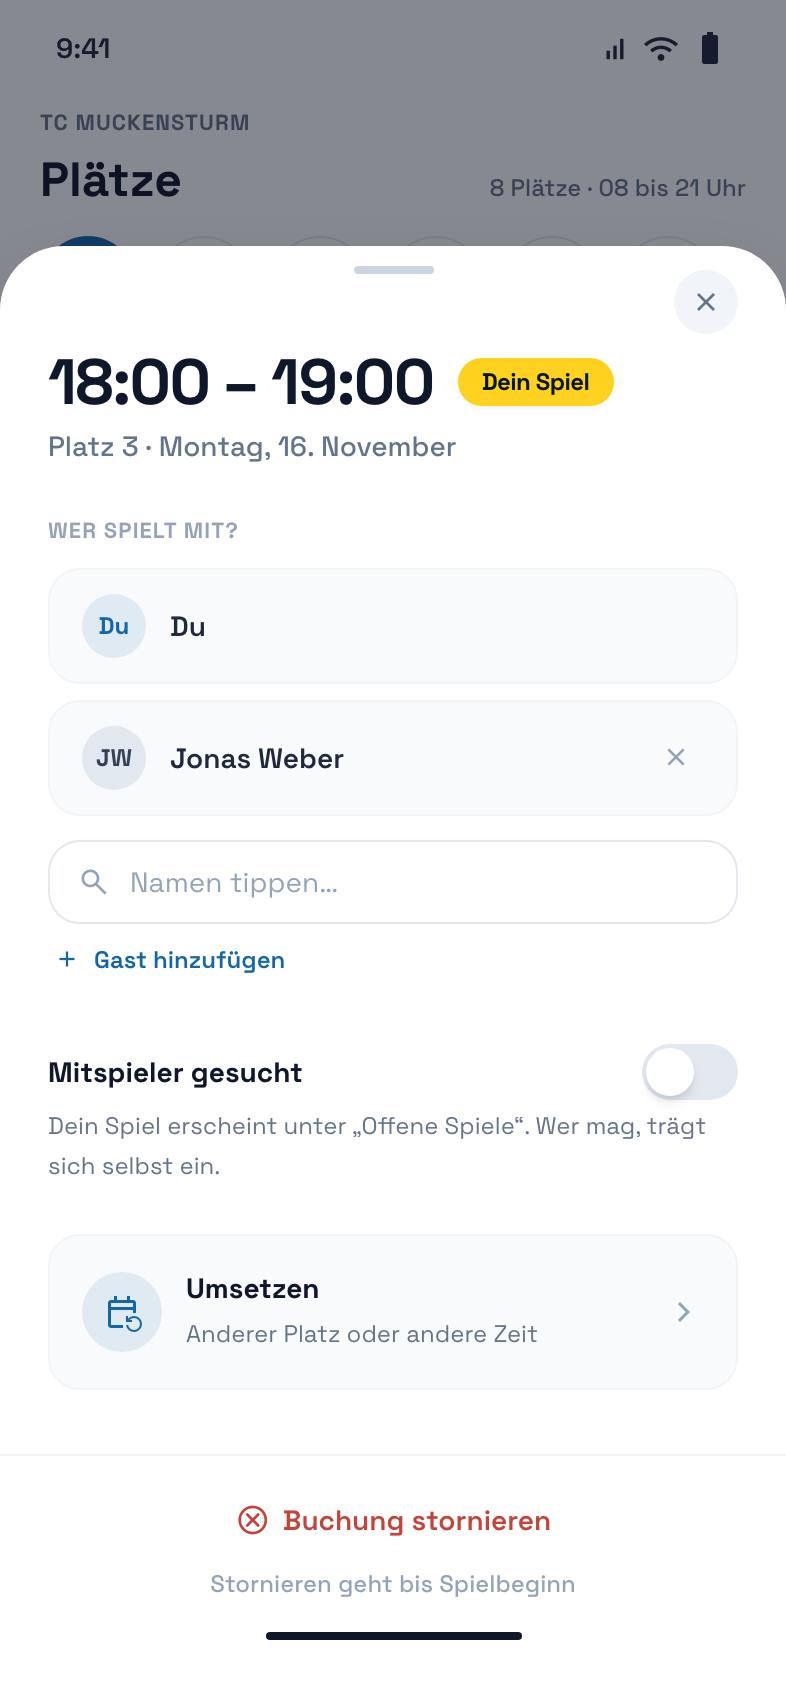 9:41
TC MUCKENSTURM
Plätze
8 Plätze · 08 bis 21 Uhr
18:00 – 19:00
Dein Spiel
Platz 3 · Montag, 16. November
WER SPIELT MIT?
Du
Du
JW
Jonas Weber
Namen tippen…
+ Gast hinzufügen
Mitspieler gesucht
Dein Spiel erscheint unter „Offene Spiele“. Wer mag, trägt
sich selbst ein.
Umsetzen
Anderer Platz oder andere Zeit
Buchung stornieren
Stornieren geht bis Spielbeginn